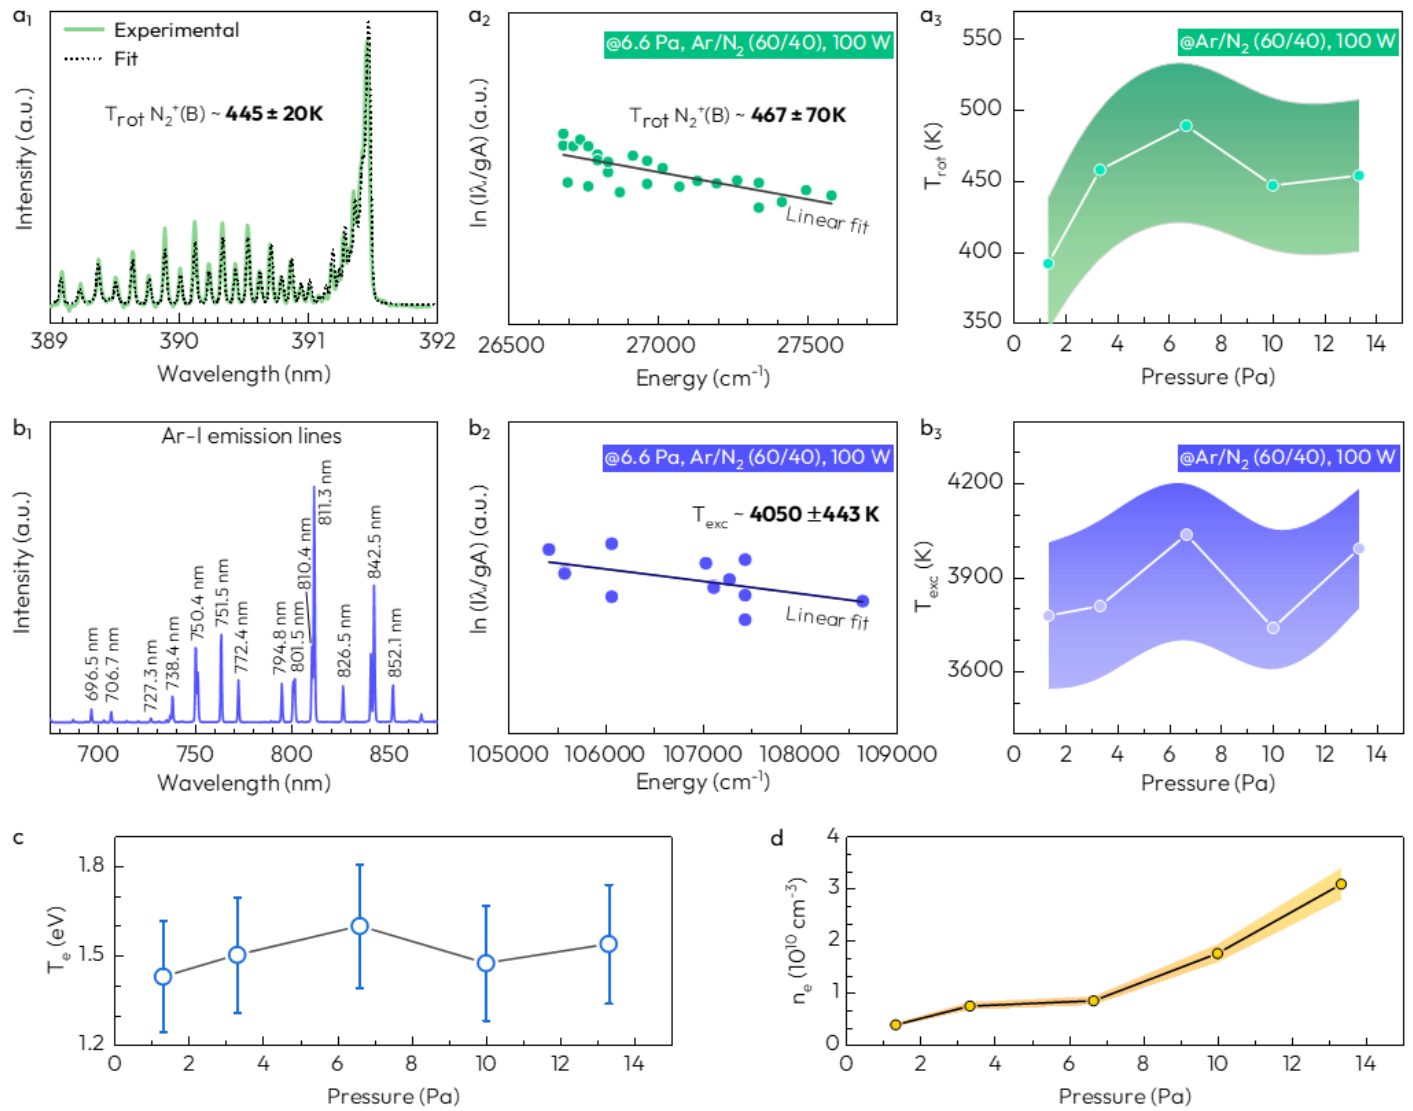 a1
Experimental
Fit
Trot N2+(B) ~ 445 ± 20K
Intensity (a.u.)
389 390 391 392
Wavelength (nm)
a2
@6.6 Pa, Ar/N2 (60/40), 100 W
Trot N2+(B) ~ 467 ± 70K
Linear fit
ln (Iλ/gA) (a.u.)
26500 27000 27500
Energy (cm-1)
a3
@Ar/N2 (60/40), 100 W
Trot (K)
550
500
450
400
350
0 2 4 6 8 10 12 14
Pressure (Pa)
b1
Ar-I emission lines
Intensity (a.u.)
696.5 nm
706.7 nm
727.3 nm
738.4 nm
750.4 nm
751.5 nm
772.4 nm
794.8 nm
801.5 nm
810.4 nm
811.3 nm
826.5 nm
842.5 nm
852.1 nm
700 750 800 850
Wavelength (nm)
b2
@6.6 Pa, Ar/N2 (60/40), 100 W
Texc ~ 4050 ±443 K
Linear fit
ln (Iλ/gA) (a.u.)
105000 106000 107000 108000 109000
Energy (cm-1)
b3
@Ar/N2 (60/40), 100 W
Texc (K)
4200
3900
3600
0 2 4 6 8 10 12 14
Pressure (Pa)
c
Te (eV)
1.8
1.5
1.2
0 2 4 6 8 10 12 14
Pressure (Pa)
d
ne (10^10 cm-3)
4
3
2
1
0
0 2 4 6 8 10 12 14
Pressure (Pa)